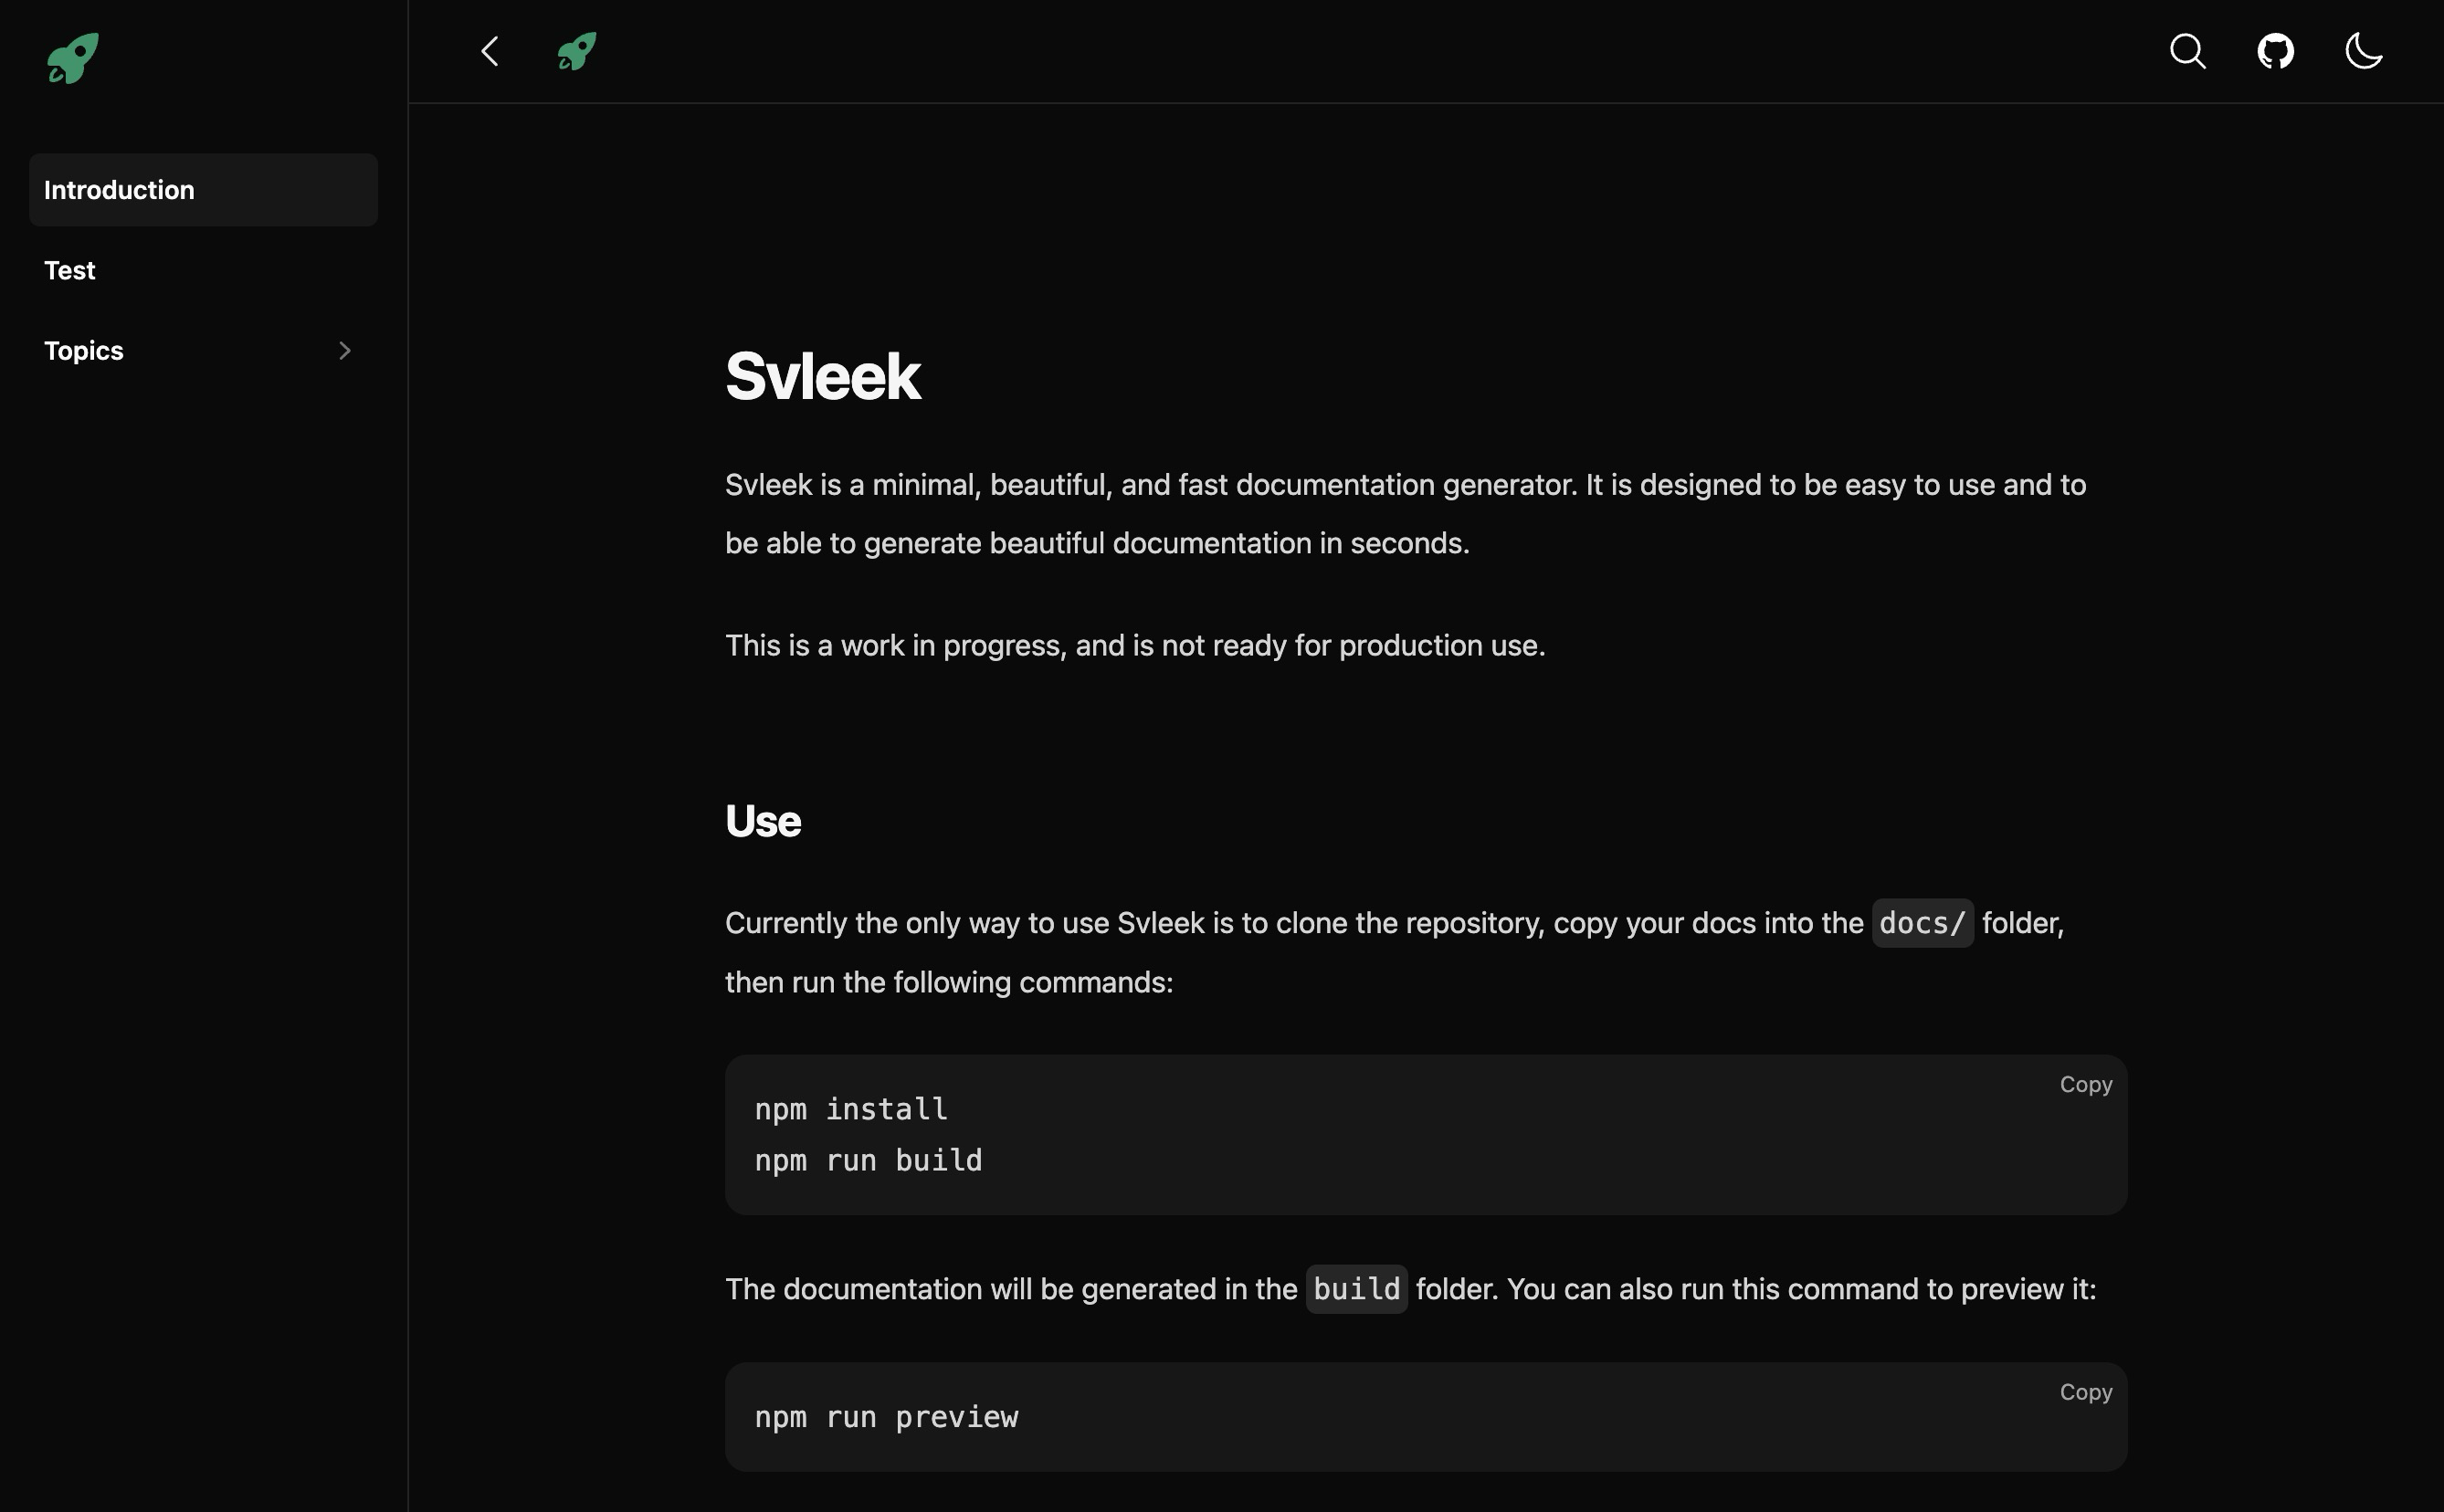 Introduction
Test
Topics
Svleek
Svleek is a minimal, beautiful, and fast documentation generator. It is designed to be easy to use and to
be able to generate beautiful documentation in seconds.
This is a work in progress, and is not ready for production use.
Use
Currently the only way to use Svleek is to clone the repository, copy your docs into the docs/ folder,
then run the following commands:
Copy
npm install
npm run build
The documentation will be generated in the build folder. You can also run this command to preview it:
Copy
npm run preview